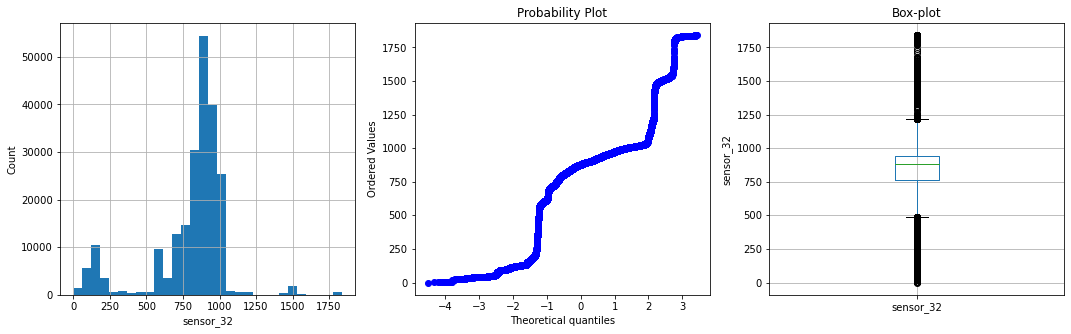 50000
40000
30000
20000
10000
0
Count
0 250 500 750 1000 1250 1500 1750
sensor_32
Probability Plot
1750
1500
1250
1000
750
500
250
0
Ordered Values
−4 −3 −2 −1 0 1 2 3
Theoretical quantiles
Box-plot
1750
1500
1250
1000
750
500
250
0
sensor_32
sensor_32